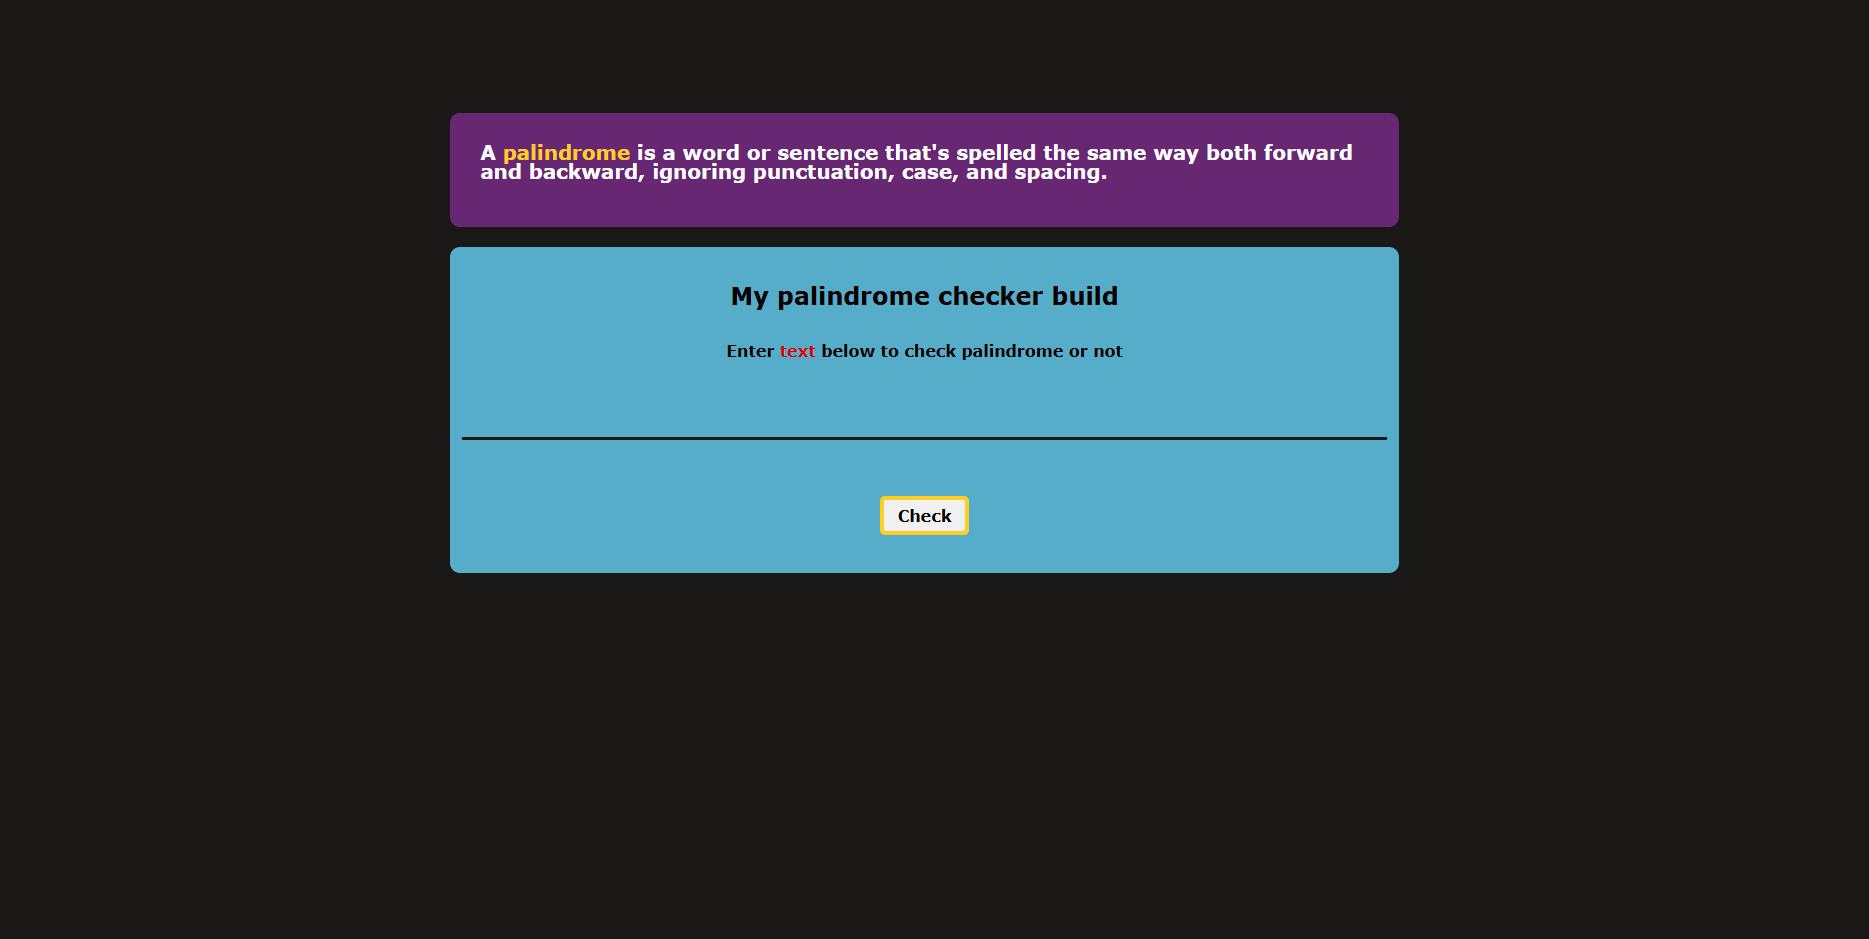 A palindrome is a word or sentence that's spelled the same way both forward
and backward, ignoring punctuation, case, and spacing.
My palindrome checker build
Enter text below to check palindrome or not
Check